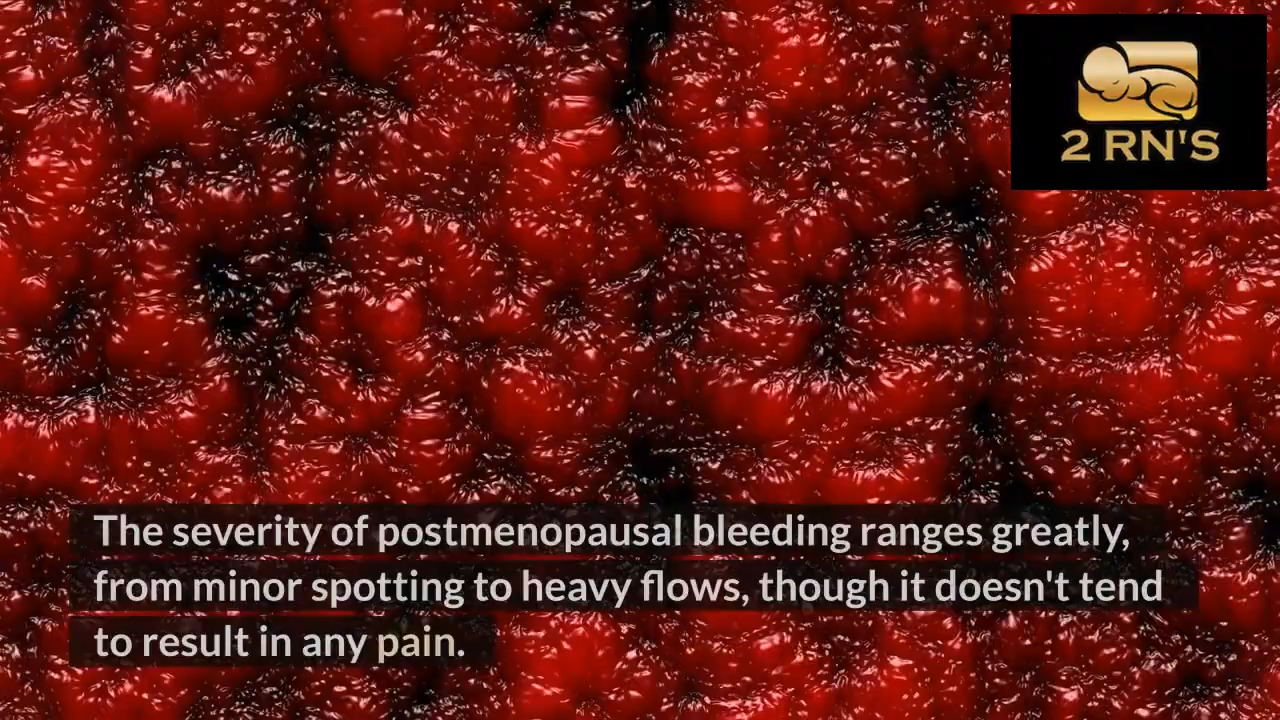 2 RN'S
The severity of postmenopausal bleeding ranges greatly,
from minor spotting to heavy flows, though it doesn't tend
to result in any pain.